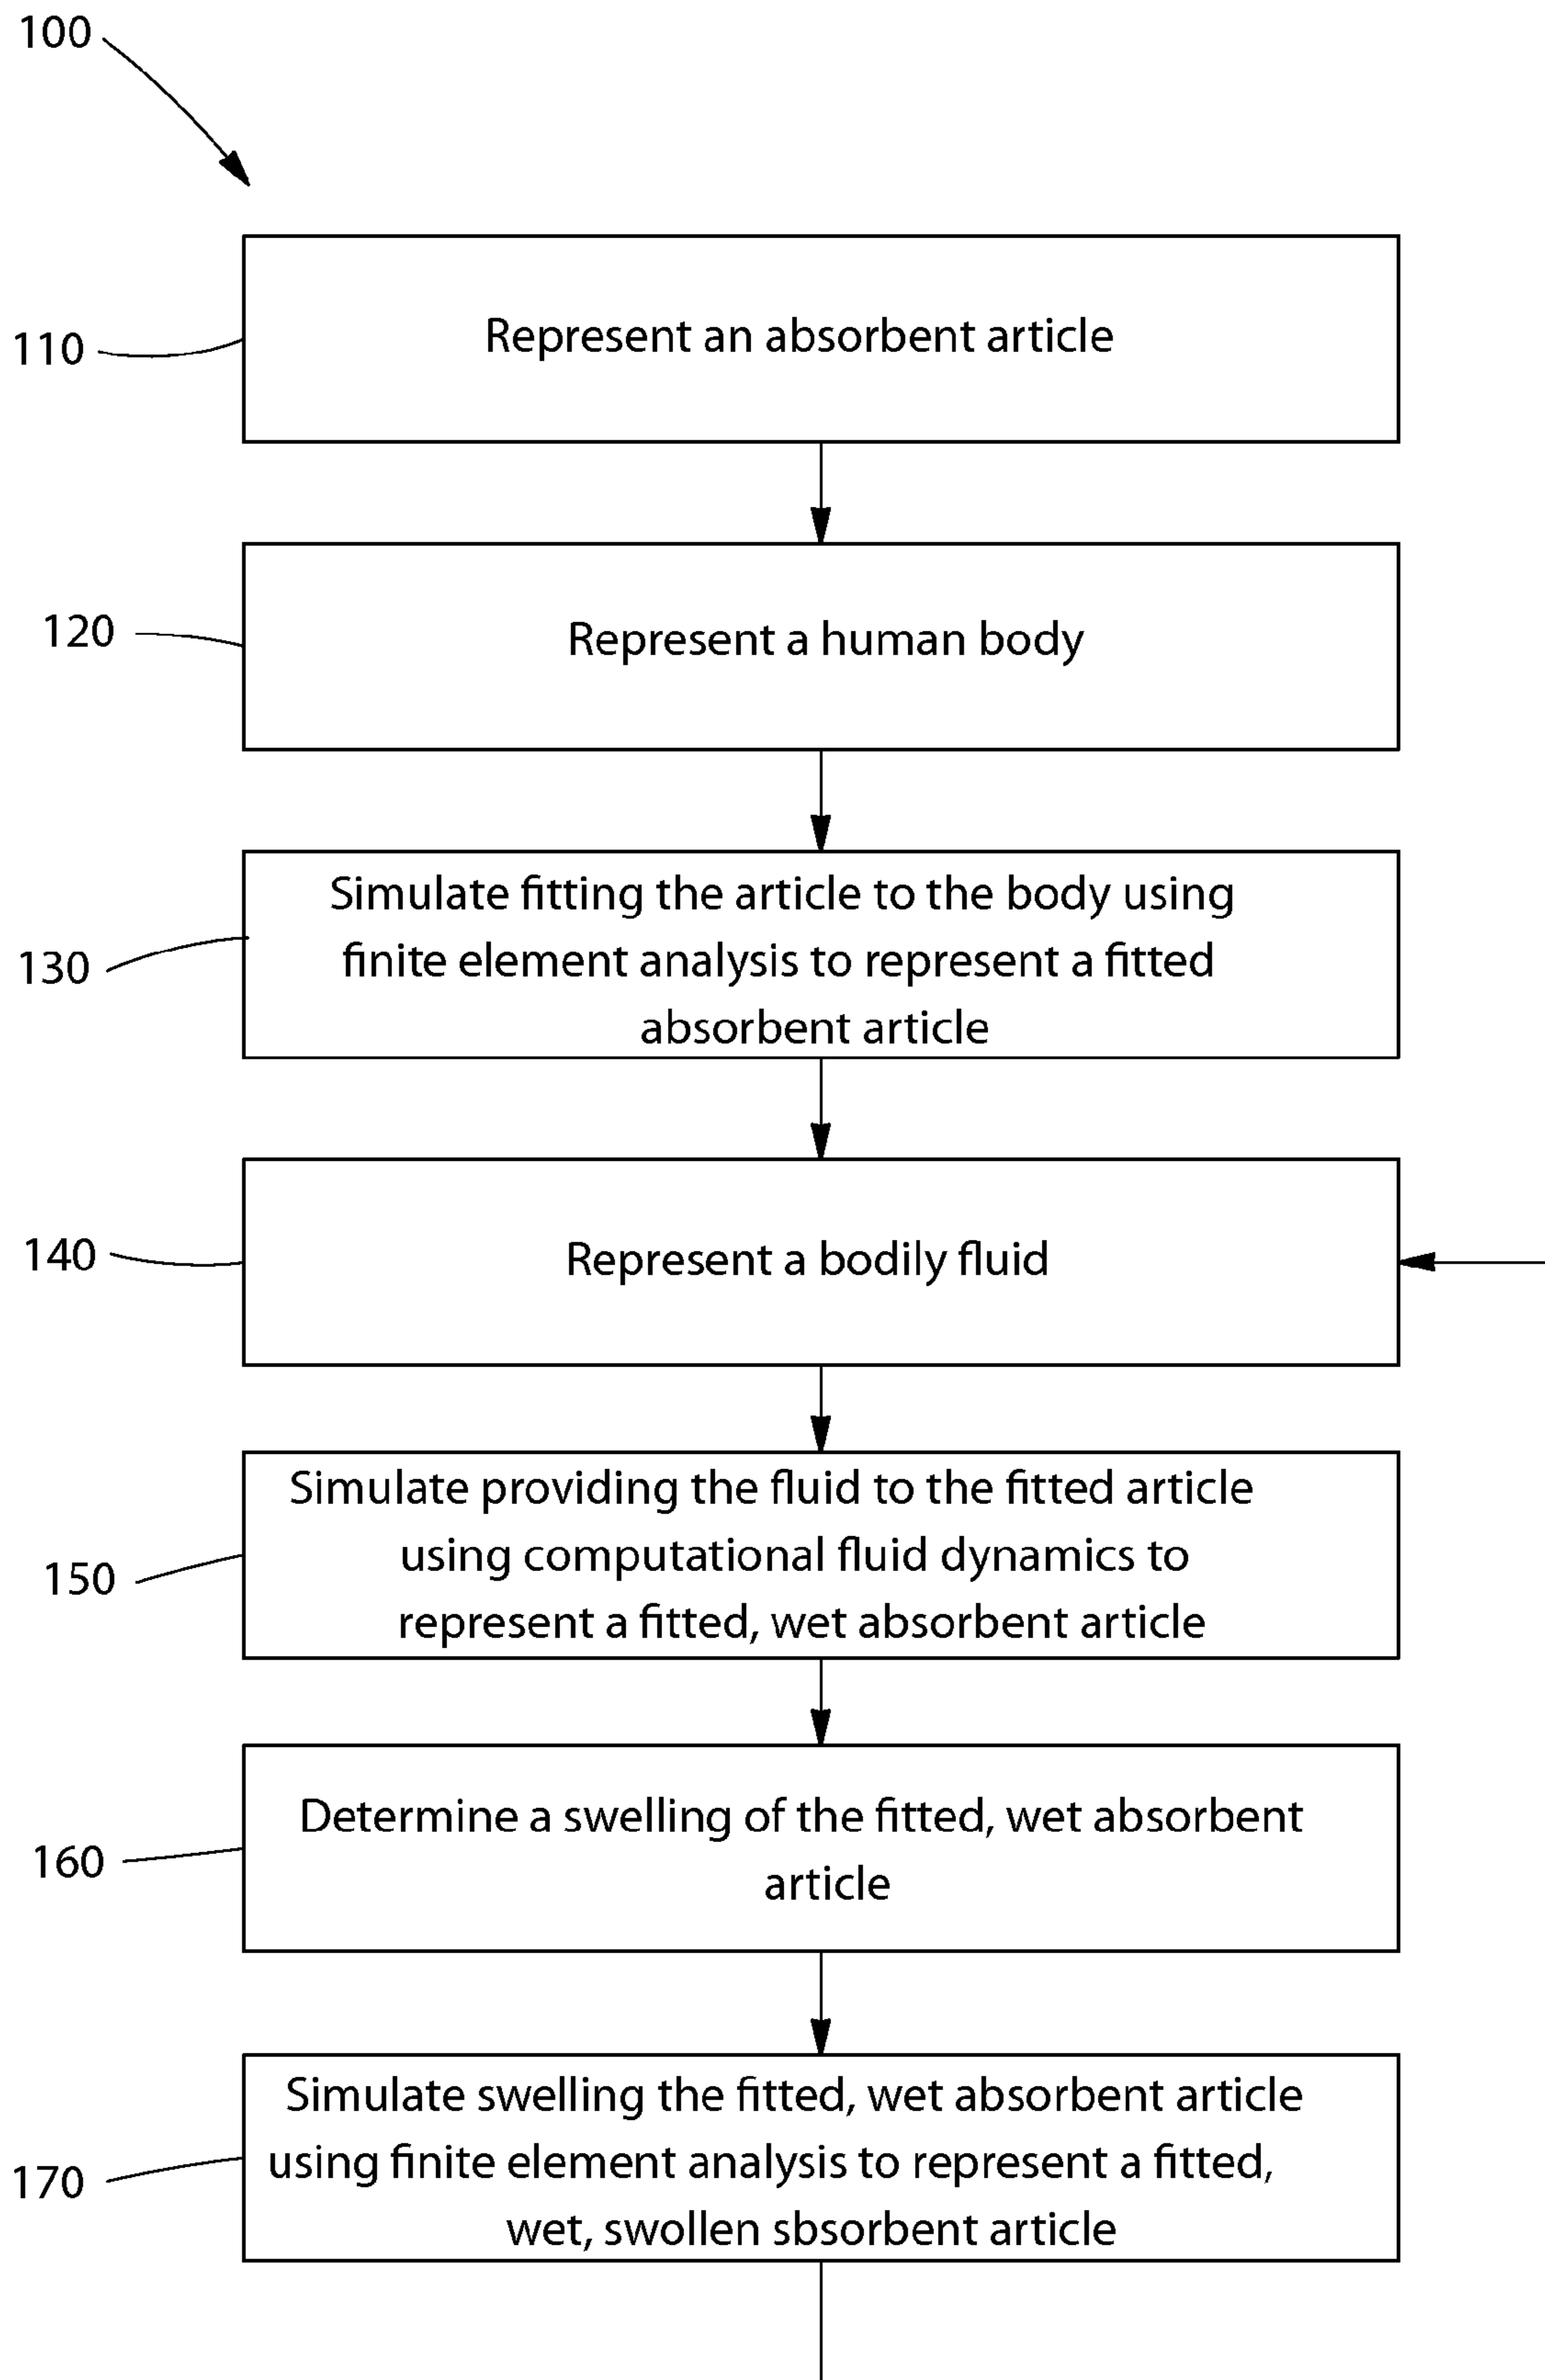 100
110
Represent an absorbent article
120
Represent a human body
130
Simulate fitting the article to the body using
finite element analysis to represent a fitted
absorbent article
140
Represent a bodily fluid
150
Simulate providing the fluid to the fitted article
using computational fluid dynamics to
represent a fitted, wet absorbent article
160
Determine a swelling of the fitted, wet absorbent
article
170
Simulate swelling the fitted, wet absorbent article
using finite element analysis to represent a fitted,
wet, swollen sbsorbent article